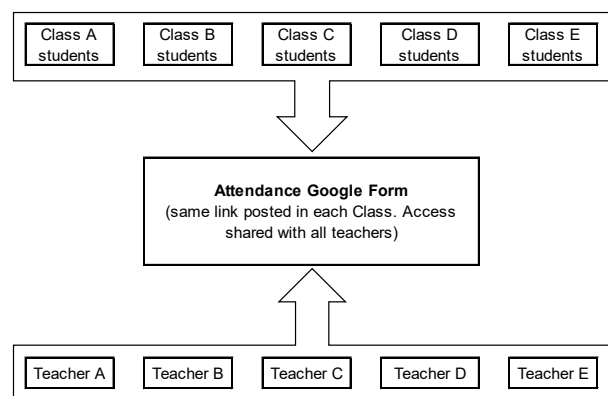 Class A
students
Class B
students
Class C
students
Class D
students
Class E
students
Attendance Google Form
(same link posted in each Class. Access
shared with all teachers)
Teacher A
Teacher B
Teacher C
Teacher D
Teacher E